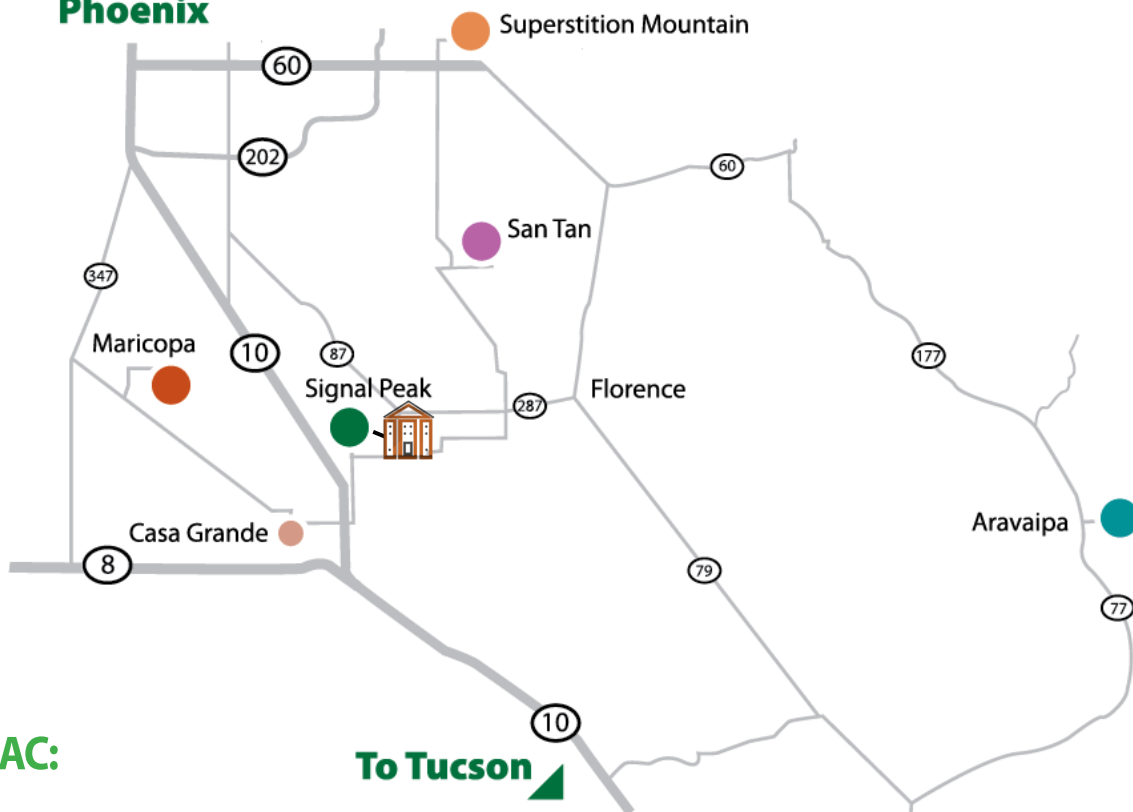 Phoenix
Superstition Mountain
60
202
60
San Tan
347
Maricopa
10
87
177
Signal Peak
287
Florence
Aravaipa
Casa Grande
8
79
77
10
AC:
To Tucson